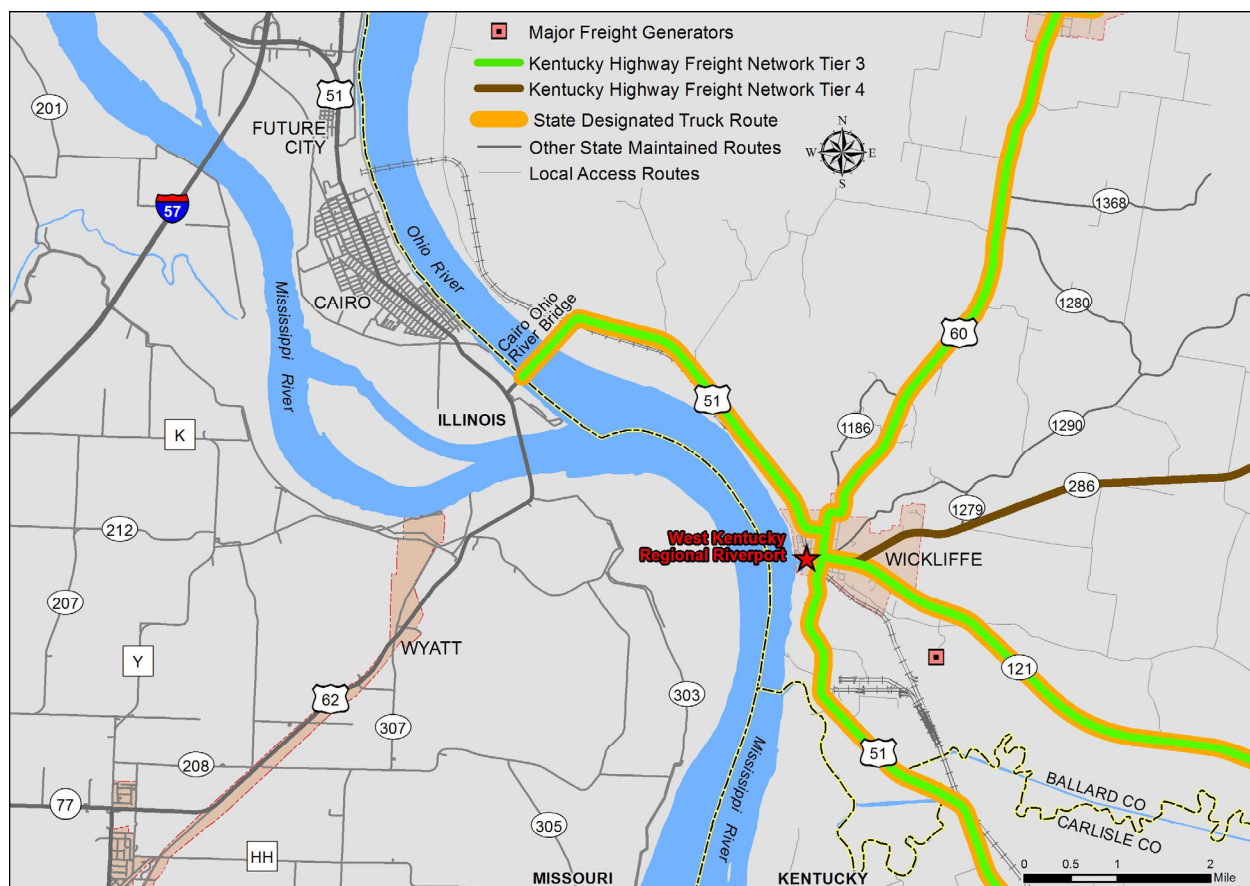 Major Freight Generators
Kentucky Highway Freight Network Tier 3
Kentucky Highway Freight Network Tier 4
State Designated Truck Route
Other State Maintained Routes
Local Access Routes
N
W E
S
201
51
FUTURE
CITY
57
1368
Ohio River
Mississippi
River
CAIRO
Cairo Ohio
River Bridge
1280
60
51
ILLINOIS
K
1186
1290
286
1279
212
West Kentucky
Regional Riverport
WICKLIFFE
207
WYATT
Y
62
307
303
121
208
51
Mississippi River
77
BALLARD CO
CARLISLE CO
305
HH
MISSOURI
KENTUCKY
0 0.5 1 2
Mile